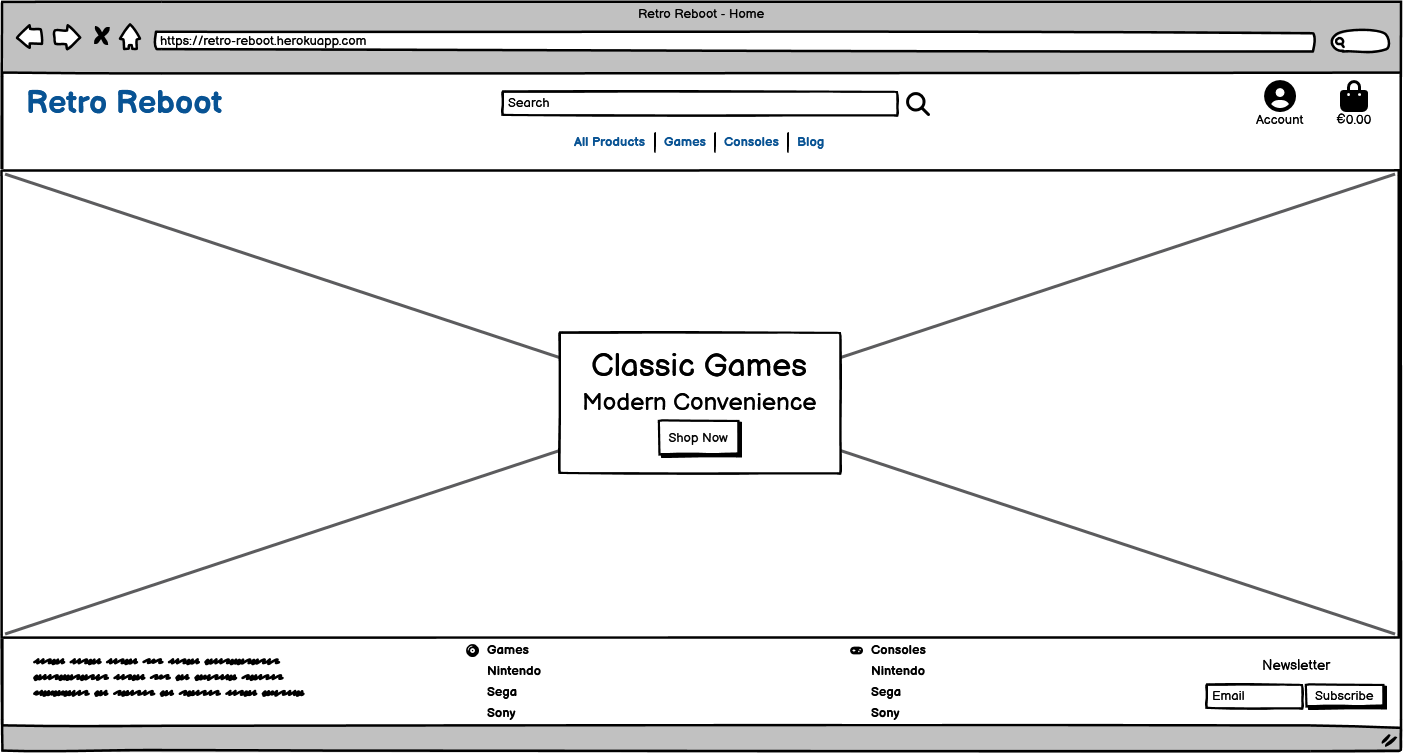 Retro Reboot - Home
https://retro-reboot.herokuapp.com
Retro Reboot
Search
Account
€0.00
All Products
Games
Consoles
Blog
Classic Games
Modern Convenience
Shop Now
Games
Nintendo
Sega
Sony
Consoles
Nintendo
Sega
Sony
Newsletter
Email
Subscribe